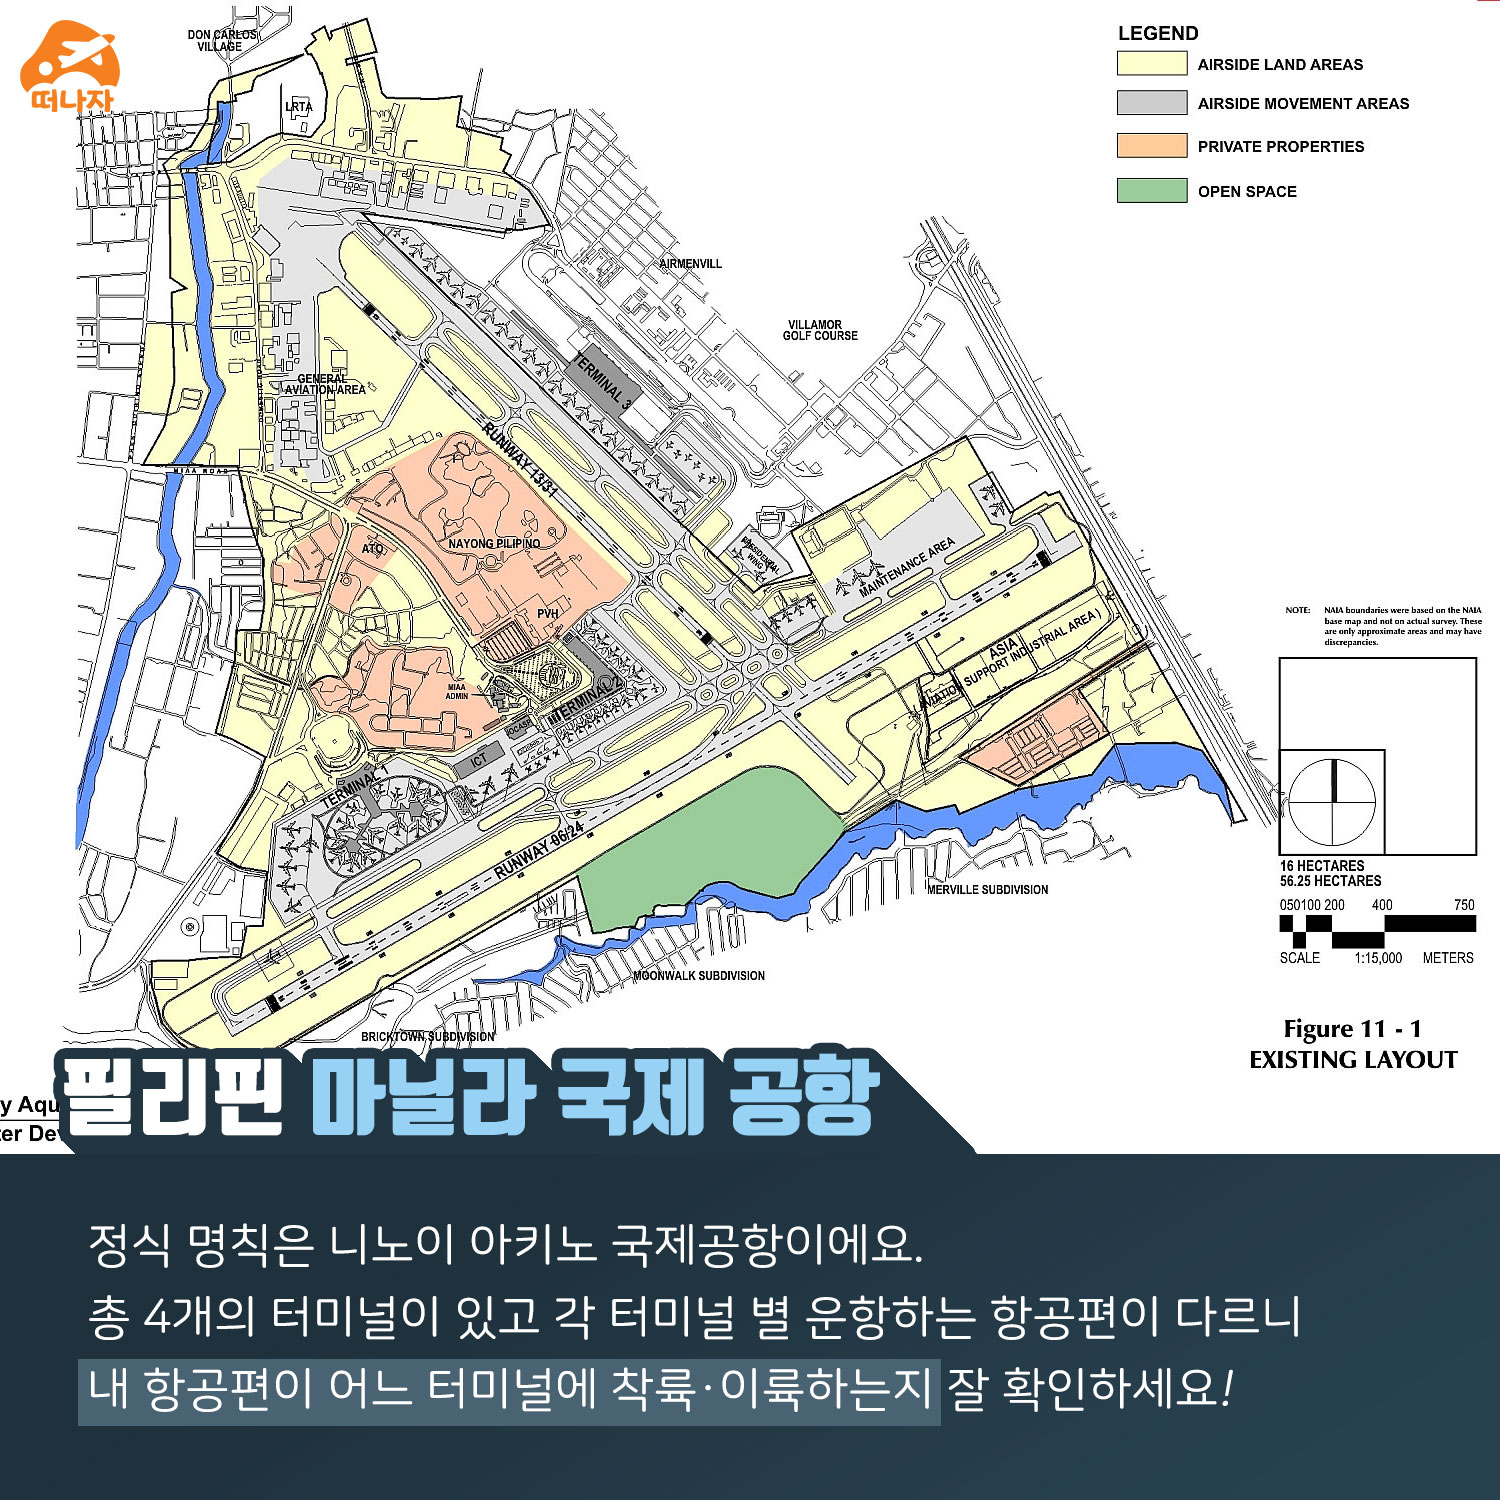 DON CARLOS
VILLAGE
떠나자
LRTA
LEGEND
AIRSIDE LAND AREAS
AIRSIDE MOVEMENT AREAS
PRIVATE PROPERTIES
OPEN SPACE
AIRMENVILL
VILLAMOR
GOLF COURSE
TERMINAL 3
GENERAL
AVIATION AREA
RUNWAY 13/31
MIAA ROAD
ATO
NAYONG PILIPINO
PRESIDENTIAL
WING
MAINTENANCE AREA
PVH
ASIA
AVIATION SUPPORT INDUSTRIAL AREA )
MIAA
ADMIN
TERMINAL 2
ICT
TERMINAL 1
RUNWAY 06/24
NOTE: NAIA boundaries were based on the NAIA
base map and not on actual survey. These
are only approximate areas and may have
discrepancies.
16 HECTARES
56.25 HECTARES
050100 200 400 750
SCALE 1:15,000 METERS
MERVILLE SUBDIVISION
MOONWALK SUBDIVISION
BRICKTOWN SUBDIVISION
Figure 11 - 1
EXISTING LAYOUT
y Aqu
ter Dev
필리핀 마닐라 국제 공항
정식 명칭은 니노이 아키노 국제공항이에요.
총 4개의 터미널이 있고 각 터미널 별 운항하는 항공편이 다르니
내 항공편이 어느 터미널에 착륙·이륙하는지 잘 확인하세요!